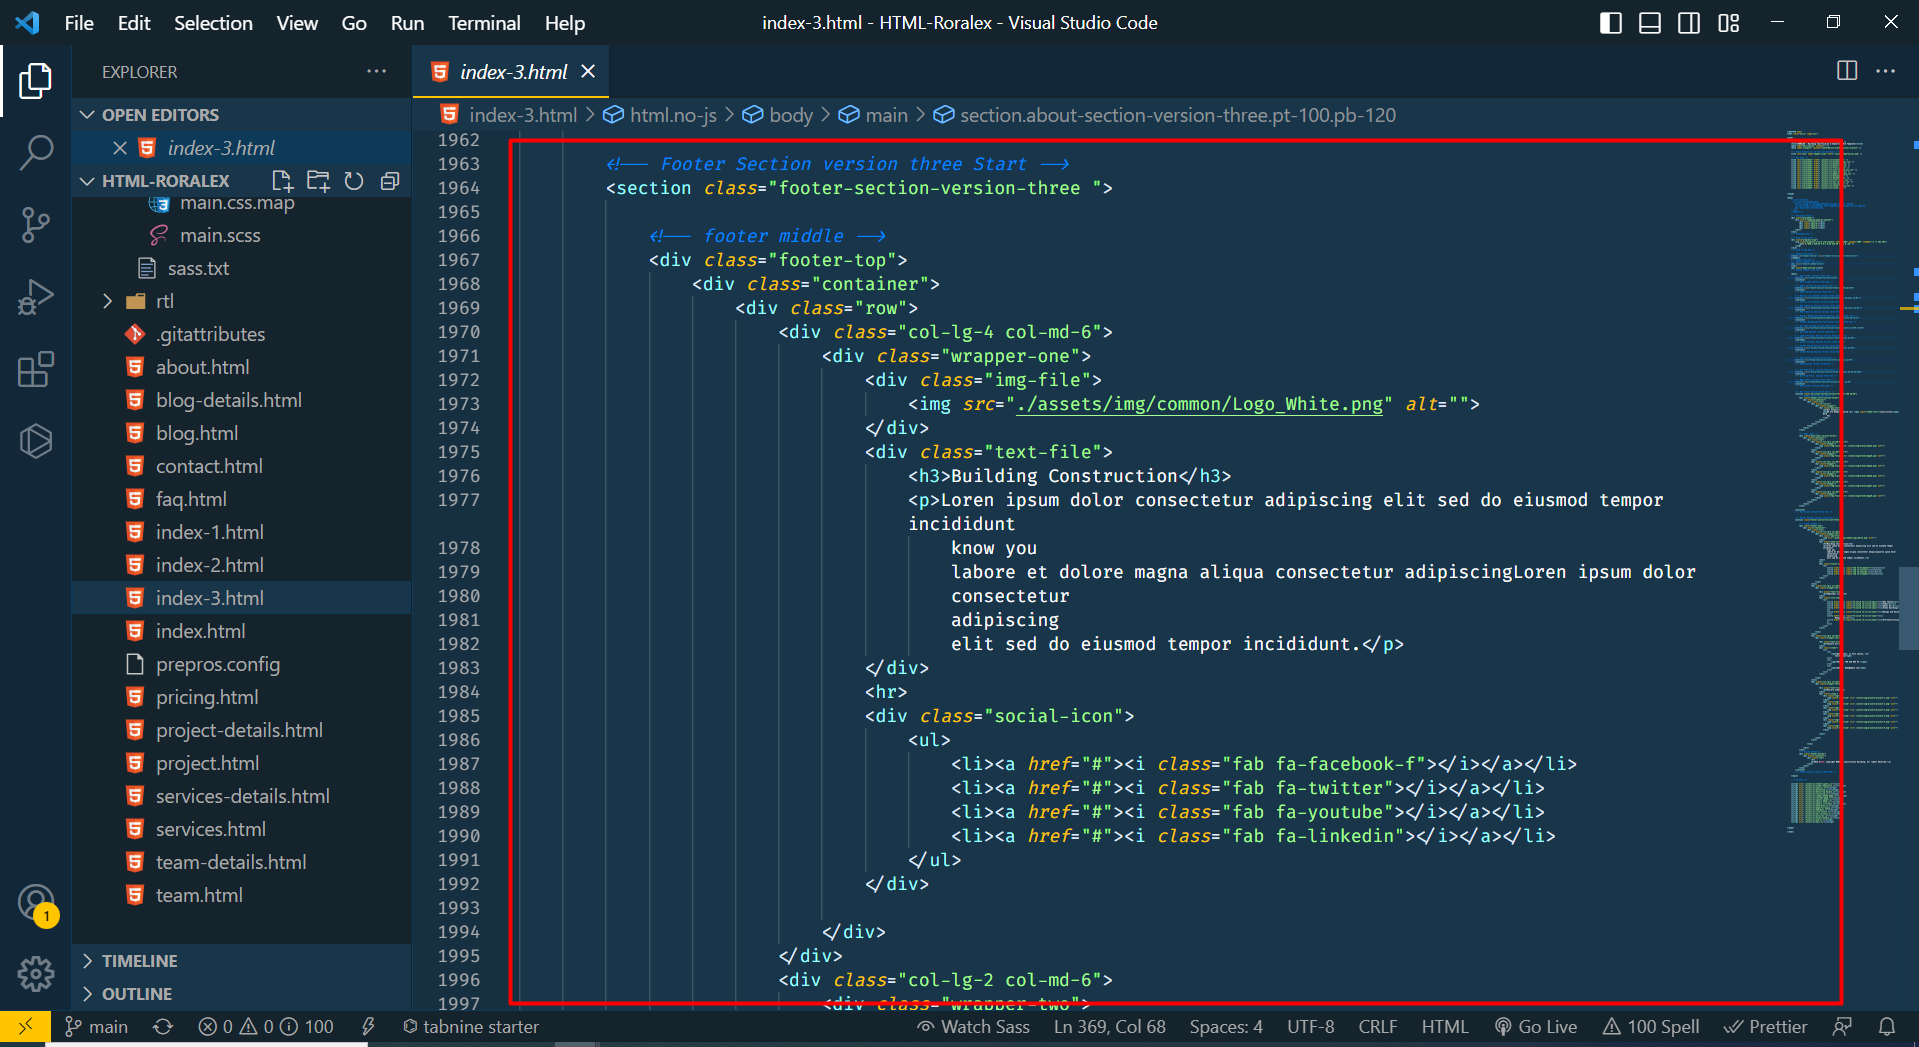 File Edit Selection View Go Run Terminal Help
index-3.html - HTML-Roralex - Visual Studio Code
EXPLORER
OPEN EDITORS
index-3.html
HTML-RORALEX
main.css.map
main.scss
sass.txt
rtl
.gitattributes
about.html
blog-details.html
blog.html
contact.html
faq.html
index-1.html
index-2.html
index-3.html
index.html
prepros.config
pricing.html
project-details.html
project.html
services-details.html
services.html
team-details.html
team.html
TIMELINE
OUTLINE
1
index-3.html
index-3.html > html.no-js > body > main > section.about-section-version-three.pt-100.pb-120
1962
1963 <!-- Footer Section version three Start -->
1964 <section class="footer-section-version-three ">
1965
1966 <!-- footer middle -->
1967 <div class="footer-top">
1968 <div class="container">
1969 <div class="row">
1970 <div class="col-lg-4 col-md-6">
1971 <div class="wrapper-one">
1972 <div class="img-file">
1973 <img src="./assets/img/common/Logo_White.png" alt="">
1974 </div>
1975 <div class="text-file">
1976 <h3>Building Construction</h3>
1977 <p>Loren ipsum dolor consectetur adipiscing elit sed do eiusmod tempor
incididunt
1978 know you
1979 labore et dolore magna aliqua consectetur adipiscingLoren ipsum dolor
1980 consectetur
1981 adipiscing
1982 elit sed do eiusmod tempor incididunt.</p>
1983 </div>
1984 <hr>
1985 <div class="social-icon">
1986 <ul>
1987 <li><a href="#"><i class="fab fa-facebook-f"></i></a></li>
1988 <li><a href="#"><i class="fab fa-twitter"></i></a></li>
1989 <li><a href="#"><i class="fab fa-youtube"></i></a></li>
1990 <li><a href="#"><i class="fab fa-linkedin"></i></a></li>
1991 </ul>
1992 </div>
1993
1994 </div>
1995 </div>
1996 <div class="col-lg-2 col-md-6">
1997 <div class="wrapper-two">
main 0 0 100 tabnine starter Watch Sass Ln 369, Col 68 Spaces: 4 UTF-8 CRLF HTML Go Live 100 Spell Prettier